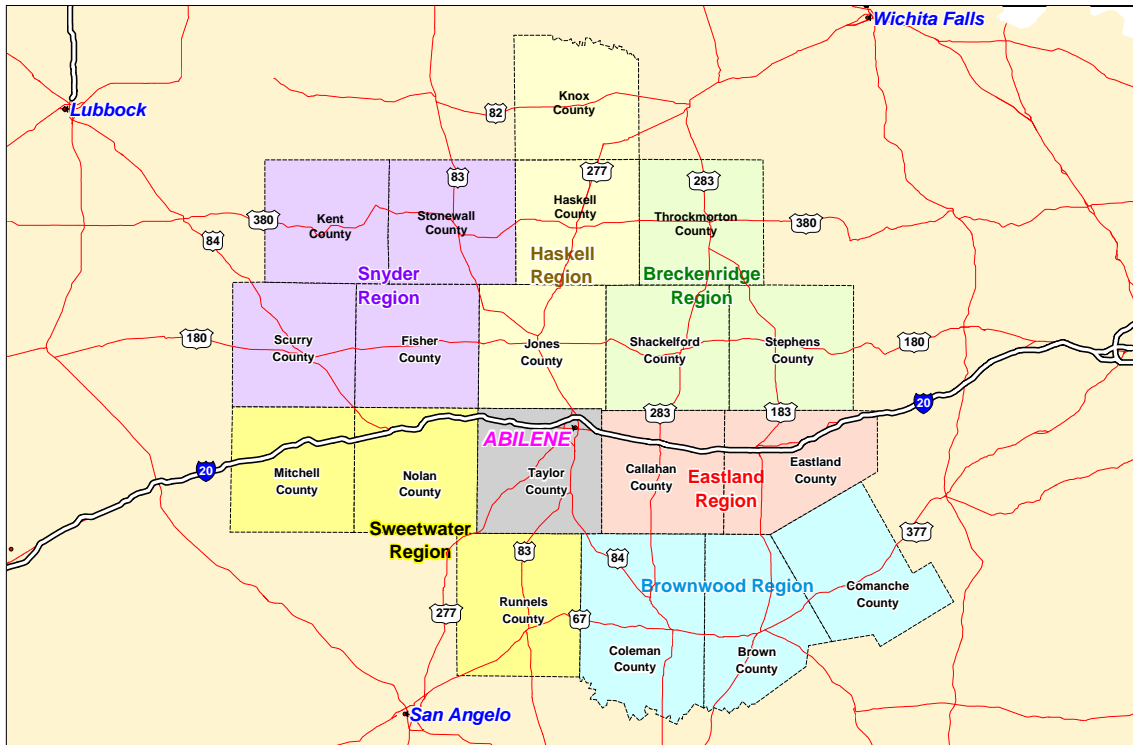 Wichita Falls
Lubbock
Knox
County
82
83
277
283
Kent
County
Stonewall
County
Haskell
County
Throckmorton
County
380
380
84
Snyder
Region
Haskell
Region
Breckenridge
Region
180
Scurry
County
Fisher
County
Jones
County
Shackelford
County
Stephens
County
180
20
283
183
ABILENE
20
Mitchell
County
Nolan
County
Taylor
County
Callahan
County
Eastland
County
Eastland
Region
Sweetwater
Region
83
84
377
Brownwood Region
Comanche
County
277
Runnels
County
67
Coleman
County
Brown
County
San Angelo